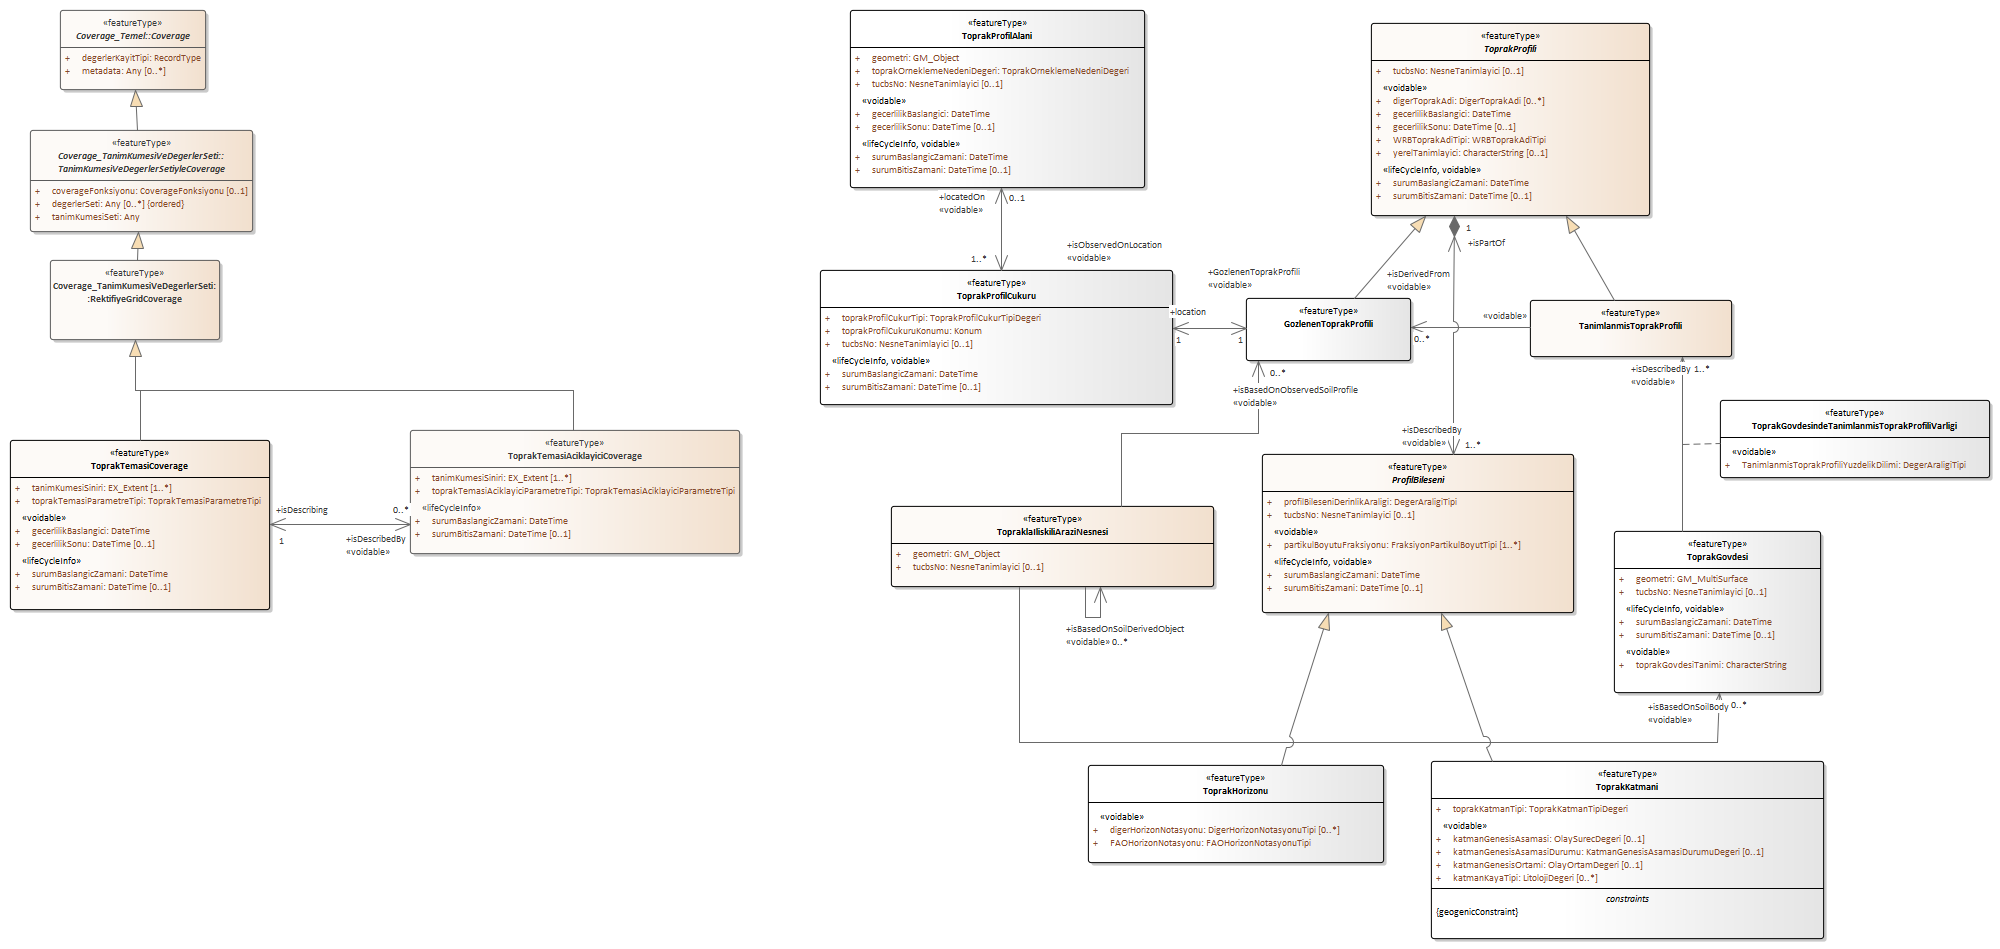 «featureType»
Coverage_Temel::Coverage
+ degerlerKayitTipi: RecordType
+ metadata: Any [0..*]
«featureType»
Coverage_TanimKumesiVeDegerlerSeti::
TanimKumesiVeDegerlerSetiyleCoverage
+ coverageFonksiyonu: CoverageFonksiyonu [0..1]
+ degerlerSeti: Any [0..*] {ordered}
+ tanimKumesiSeti: Any
«featureType»
Coverage_TanimKumesiVeDegerlerSeti:
:RektifiyeGridCoverage
«featureType»
ToprakTemasiCoverage
+ tanimKumesiSiniri: EX_Extent [1..*]
+ toprakTemasiParametreTipi: ToprakTemasiParametreTipi
«voidable»
+ gecerlilikBaslangici: DateTime
+ gecerlilikSonu: DateTime [0..1]
«lifeCycleInfo»
+ surumBaslangicZamani: DateTime
+ surumBitisZamani: DateTime [0..1]
+isDescribing
1
0..*
+isDescribedBy
«voidable»
«featureType»
ToprakTemasiAciklayiciCoverage
+ tanimKumesiSiniri: EX_Extent [1..*]
+ toprakTemasiAciklayiciParametreTipi: ToprakTemasiAciklayiciParametreTipi
«lifeCycleInfo»
+ surumBaslangicZamani: DateTime
+ surumBitisZamani: DateTime [0..1]
«featureType»
ToprakProfilAlani
+ geometri: GM_Object
+ toprakOrneklemeNedeniDegeri: ToprakOrneklemeNedeniDegeri
+ tucbsNo: NesneTanimlayici [0..1]
«voidable»
+ gecerlilikBaslangici: DateTime
+ gecerlilikSonu: DateTime [0..1]
«lifeCycleInfo, voidable»
+ surumBaslangicZamani: DateTime
+ surumBitisZamani: DateTime [0..1]
+locatedOn
«voidable»
0..1
1..*
+isObservedOnLocation
«voidable»
«featureType»
ToprakProfilCukuru
+ toprakProfilCukurTipi: ToprakProfilCukurTipiDegeri
+ toprakProfilCukuruKonumu: Konum
+ tucbsNo: NesneTanimlayici [0..1]
«lifeCycleInfo, voidable»
+ surumBaslangicZamani: DateTime
+ surumBitisZamani: DateTime [0..1]
+location
1
+GozlenenToprakProfili
«voidable»
1
«featureType»
GozlenenToprakProfili
«featureType»
ToprakProfili
+ tucbsNo: NesneTanimlayici [0..1]
«voidable»
+ digerToprakAdi: DigerToprakAdi [0..*]
+ gecerlilikBaslangici: DateTime
+ gecerlilikSonu: DateTime [0..1]
+ WRBToprakAdiTipi: WRBToprakAdiTipi
+ yerelTanimlayici: CharacterString [0..1]
«lifeCycleInfo, voidable»
+ surumBaslangicZamani: DateTime
+ surumBitisZamani: DateTime [0..1]
1
+isPartOf
+isDerivedFrom
«voidable»
0..*
«voidable»
«featureType»
TanimlanmisToprakProfili
+isDescribedBy 1..*
«voidable»
«featureType»
ToprakGovdesindeTanimlanmisToprakProfiliVarligi
«voidable»
+ TanimlanmisToprakProfiliYuzdelikDilimi: DegerAraligiTipi
0..*
+isBasedOnObservedSoilProfile
«voidable»
+isDescribedBy
«voidable»
1..*
«featureType»
ProfilBileseni
+ profilBileseniDerinlikAraligi: DegerAraligiTipi
+ tucbsNo: NesneTanimlayici [0..1]
«voidable»
+ partikulBoyutuFraksiyonu: FraksiyonPartikulBoyutTipi [1..*]
«lifeCycleInfo, voidable»
+ surumBaslangicZamani: DateTime
+ surumBitisZamani: DateTime [0..1]
«featureType»
ToprakIaIliskiliAraziNesnesi
+ geometri: GM_Object
+ tucbsNo: NesneTanimlayici [0..1]
+isBasedOnSoilDerivedObject
«voidable» 0..*
«featureType»
ToprakGovdesi
+ geometri: GM_MultiSurface
+ tucbsNo: NesneTanimlayici [0..1]
«lifeCycleInfo, voidable»
+ surumBaslangicZamani: DateTime
+ surumBitisZamani: DateTime [0..1]
«voidable»
+ toprakGovdesiTanimi: CharacterString
+isBasedOnSoilBody 0..*
«voidable»
«featureType»
ToprakHorizonu
«voidable»
+ digerHorizonNotasyonu: DigerHorizonNotasyonuTipi [0..*]
+ FAOHorizonNotasyonu: FAOHorizonNotasyonuTipi
«featureType»
ToprakKatmani
+ toprakKatmanTipi: ToprakKatmanTipiDegeri
«voidable»
+ katmanGenesisAsamasi: OlaySurecDegeri [0..1]
+ katmanGenesisAsamasiDurumu: KatmanGenesisAsamasiDurumuDegeri [0..1]
+ katmanGenesisOrtami: OlayOrtamDegeri [0..1]
+ katmanKayaTipi: LitolojiDegeri [0..*]
constraints
{geogenicConstraint}